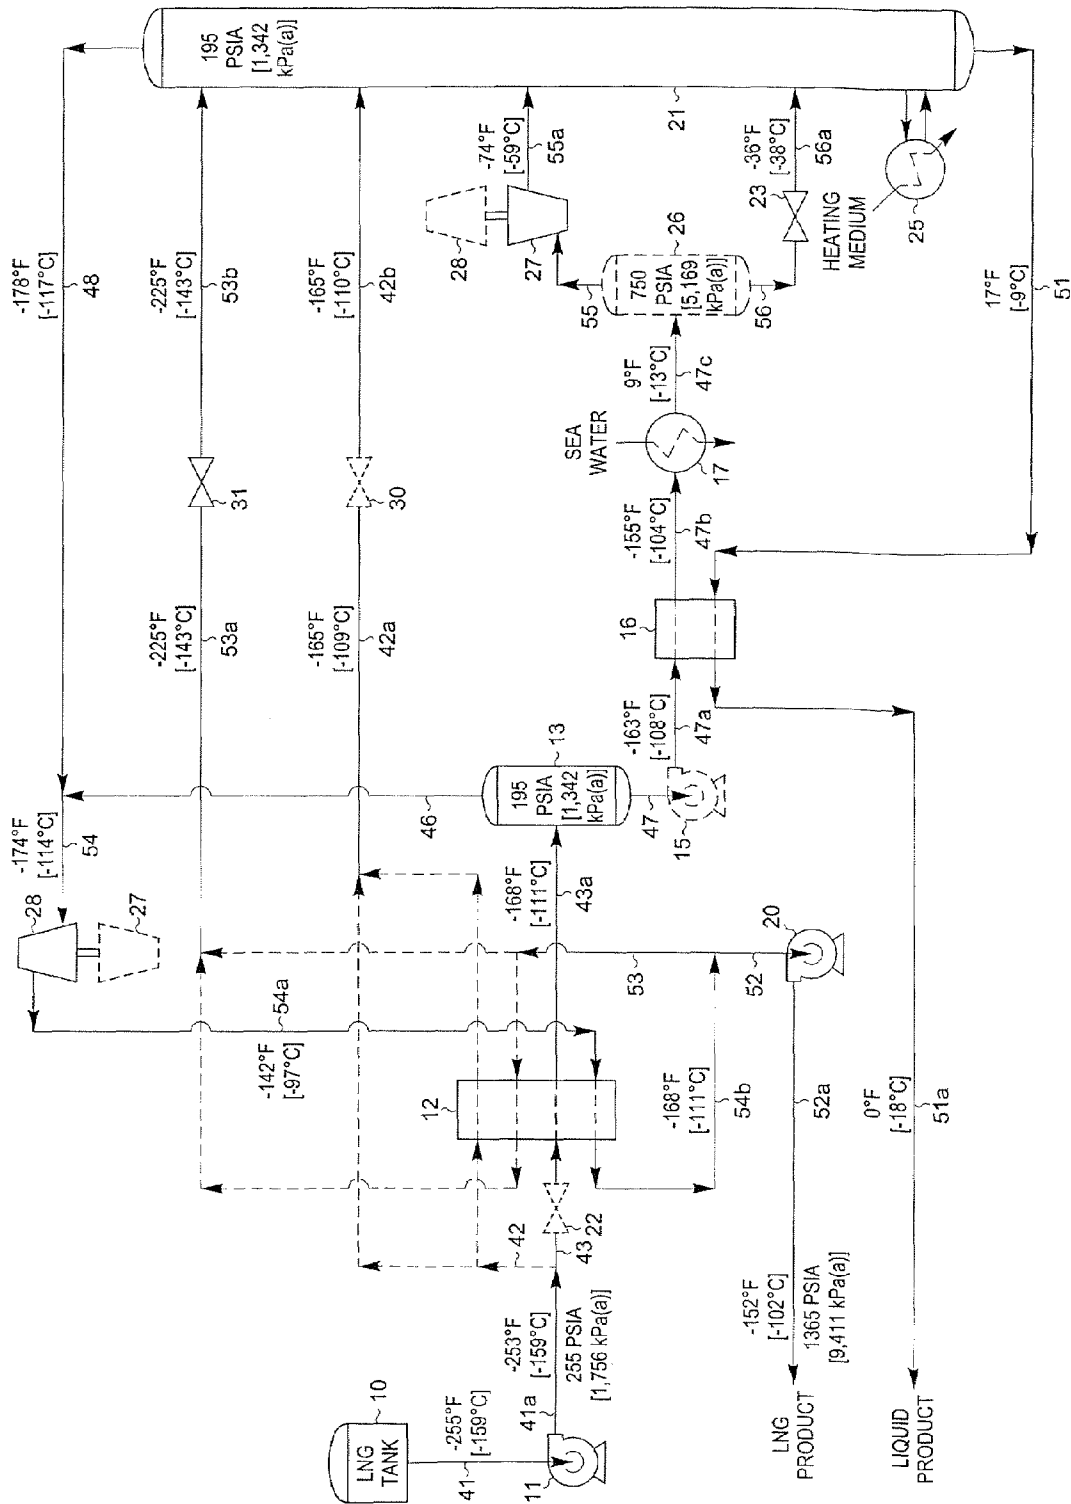 195
PSIA
[1,342
kPa(a)]
-178°F
[-117°C]
48
-225°F
[-143°C]
53b
-165°F
[-110°C]
42b
-74°F
[-59°C]
55a
28
27
21
-36°F
[-38°C]
56a
23
HEATING
MEDIUM
25
26
750
PSIA
[5,169
kPa(a)]
55
56
17°F
[-9°C]
51
9°F
[-13°C]
47c
SEA
WATER
17
31
30
-155°F
[-104°C]
47b
16
-225°F
[-143°C]
53a
-165°F
[-109°C]
42a
-163°F
[-108°C]
47a
13
195
PSIA
[1,342
kPa(a)]
46
47
15
-174°F
[-114°C]
54
28
27
-168°F
[-111°C]
43a
20
53
52
54a
-142°F
[-97°C]
12
-168°F
[-111°C]
54b
52a
0°F
[-18°C]
51a
22
42
43
-253°F
[-159°C]
41a
255 PSIA
[1,756 kPa(a)]
-152°F
[-102°C]
1365 PSIA
[9,411 kPa(a)]
10
LNG
TANK
-255°F
[-159°C]
41
11
LNG
PRODUCT
LIQUID
PRODUCT